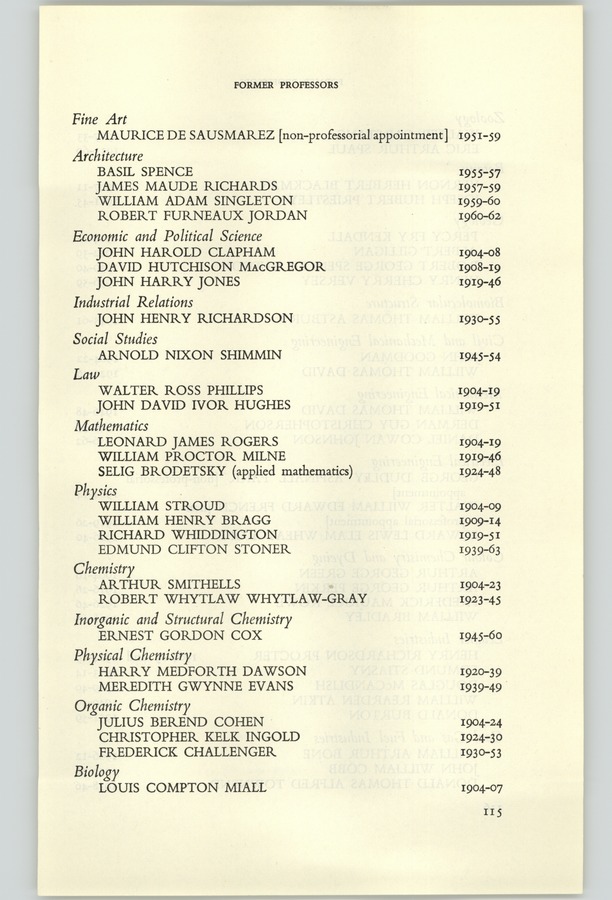 FORMER PROFESSORS
Fine Art
MAURICE DE SAUSMAREZ [non-professorial appointment] 1951-59
Architecture
BASIL SPENCE 1955-57
JAMES MAUDE RICHARDS 1957-59
WILLIAM ADAM SINGLETON 1959-60
ROBERT FURNEAUX JORDAN 1960-62
Economic and Political Science
JOHN HAROLD CLAPHAM 1904-08
DAVID HUTCHISON MacGREGOR 1908-19
JOHN HARRY JONES 1919-46
Industrial Relations
JOHN HENRY RICHARDSON 1930-55
Social Studies
ARNOLD NIXON SHIMMIN 1945-54
Law
WALTER ROSS PHILLIPS 1904-19
JOHN DAVID IVOR HUGHES 1919-51
Mathematics
LEONARD JAMES ROGERS 1904-19
WILLIAM PROCTOR MILNE 1919-46
SELIG BRODETSKY (applied mathematics) 1924-48
Physics
WILLIAM STROUD 1904-09
WILLIAM HENRY BRAGG 1909-14
RICHARD WHIDDINGTON 1919-51
EDMUND CLIFTON STONER 1939-63
Chemistry
ARTHUR SMITHELLS 1904-23
ROBERT WHYTLAW WHYTLAW-GRAY 1923-45
Inorganic and Structural Chemistry
ERNEST GORDON COX 1945-60
Physical Chemistry
HARRY MEDFORTH DAWSON 1920-39
MEREDITH GWYNNE EVANS 1939-49
Organic Chemistry
JULIUS BEREND COHEN 1904-24
CHRISTOPHER KELK INGOLD 1924-30
FREDERICK CHALLENGER 1930-53
Biology
LOUIS COMPTON MIALL 1904-07
115